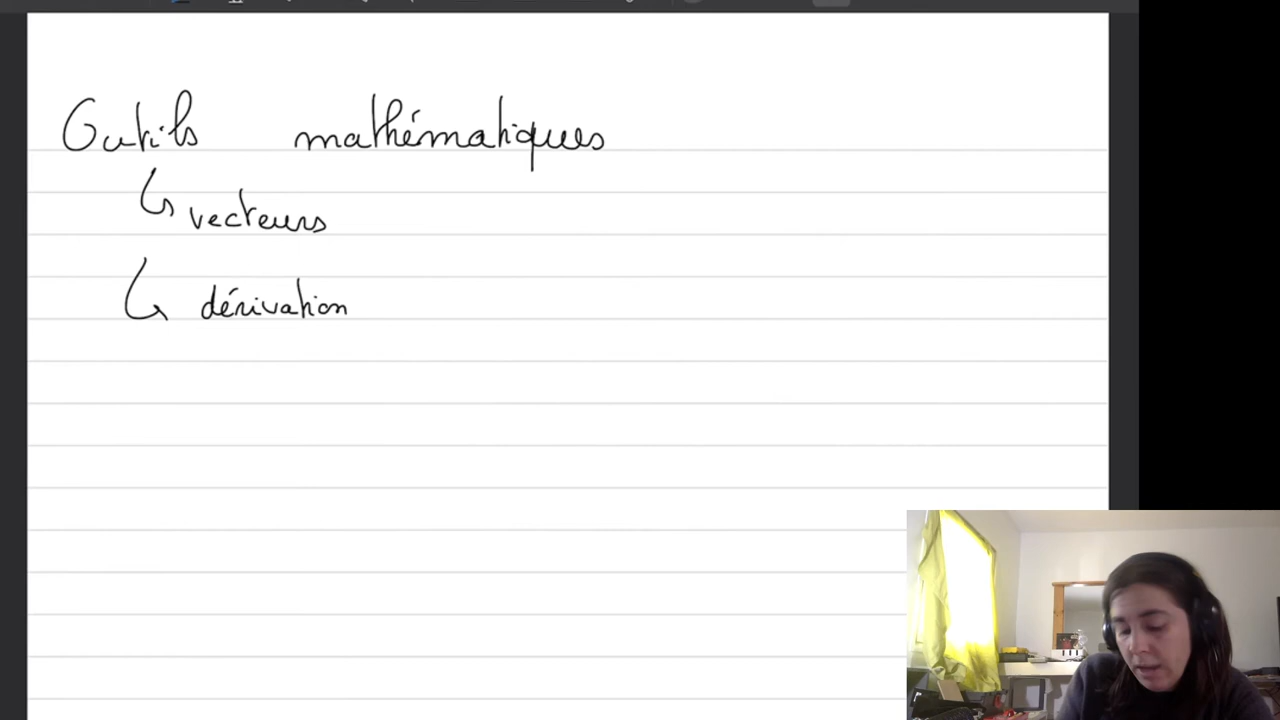 Outils mathématiques
↳ vecteurs
↳ dérivation